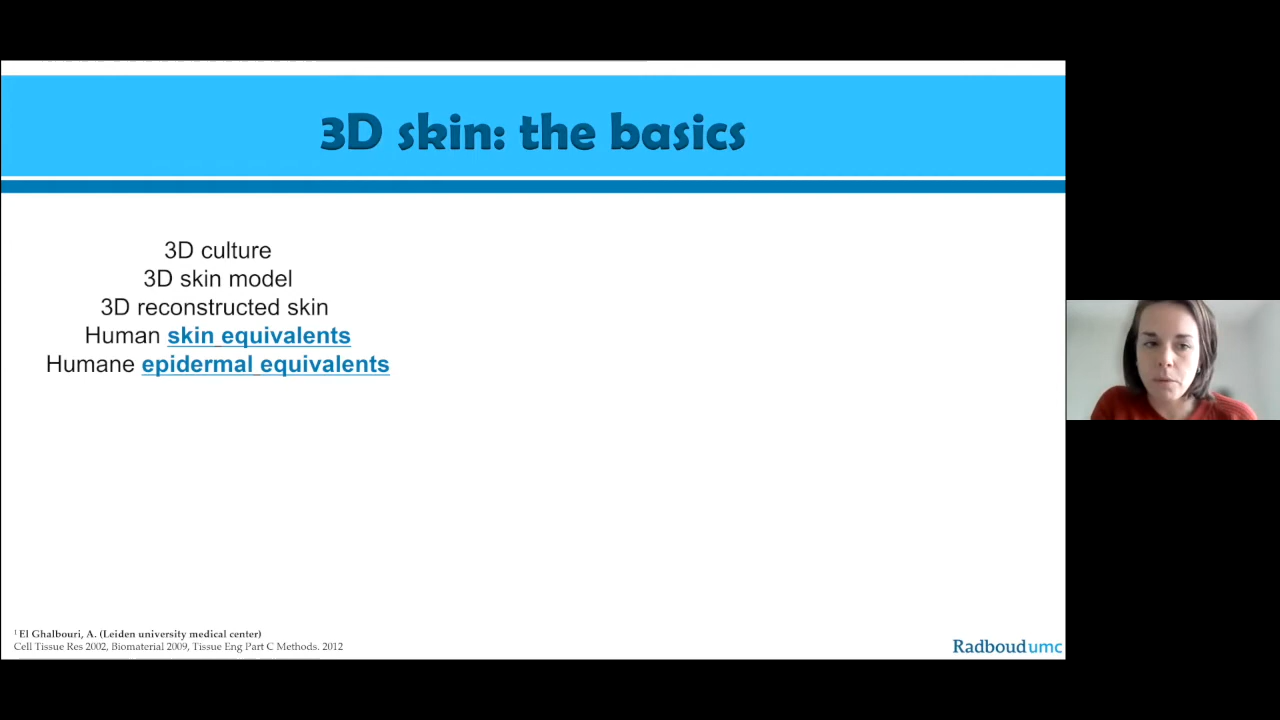 3D skin: the basics
3D culture
3D skin model
3D reconstructed skin
Human skin equivalents
Humane epidermal equivalents
¹ El Ghalbouri, A. (Leiden university medical center)
Cell Tissue Res 2002, Biomaterial 2009, Tissue Eng Part C Methods. 2012
Radboudumc